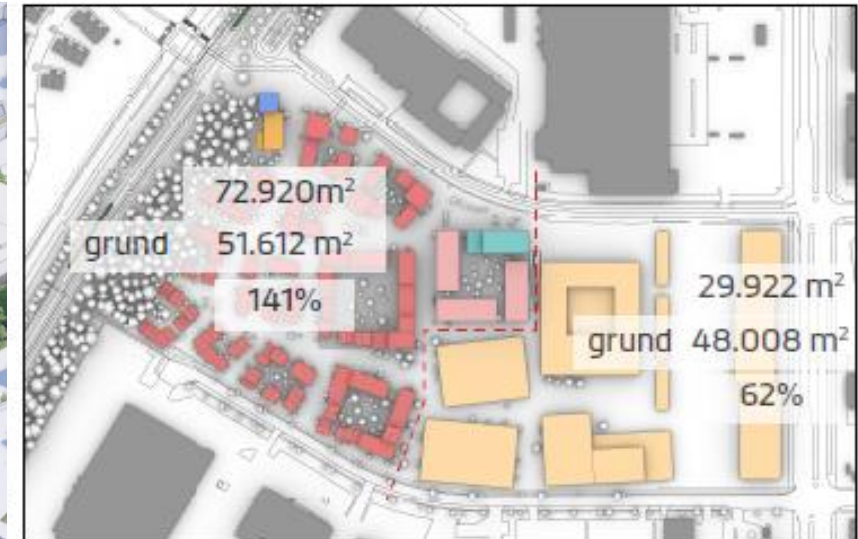 72.920m²
grund 51.612 m²
141%
29.922 m²
grund 48.008 m²
62%